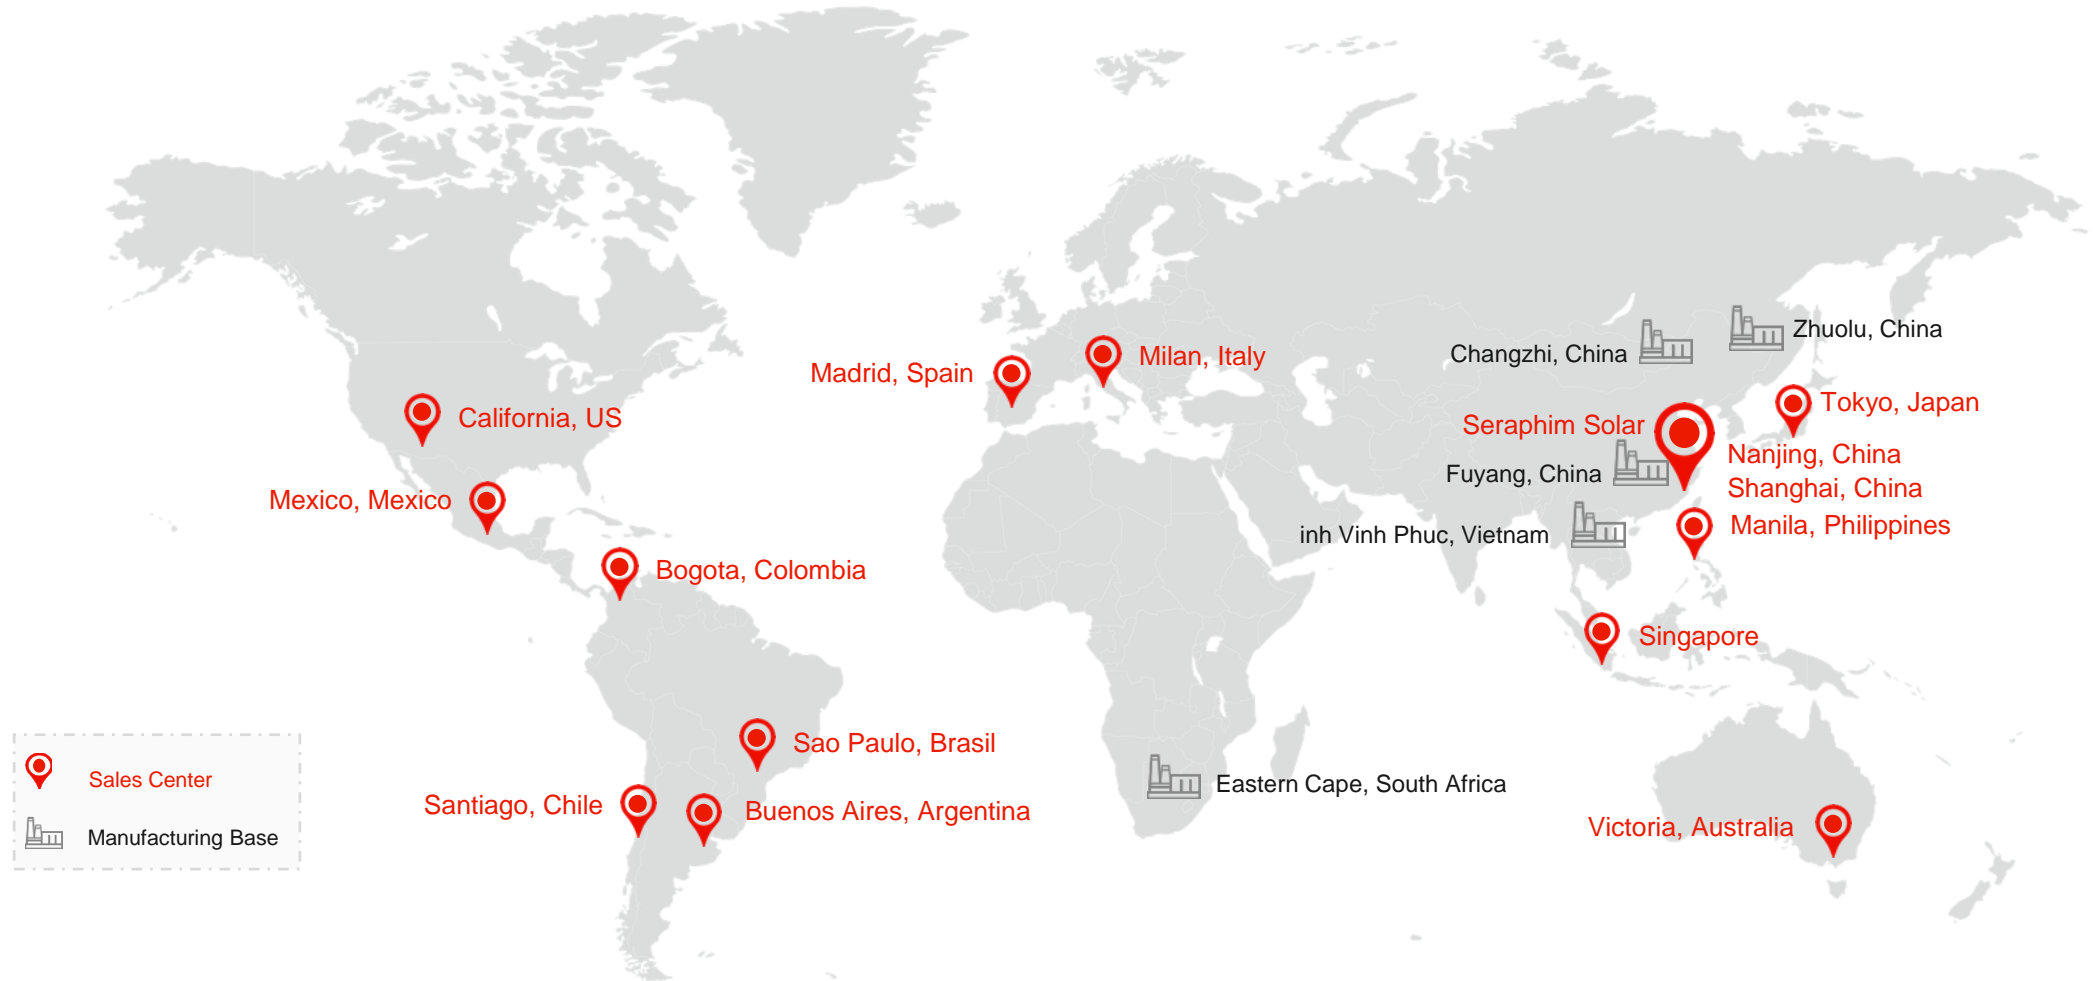 Zhuolu, China
Changzhi, China
Milan, Italy
Madrid, Spain
Tokyo, Japan
California, US
Seraphim Solar
Nanjing, China
Fuyang, China
Shanghai, China
Mexico, Mexico
Manila, Philippines
inh Vinh Phuc, Vietnam
Bogota, Colombia
Singapore
Sao Paulo, Brasil
Sales Center
Eastern Cape, South Africa
Santiago, Chile
Buenos Aires, Argentina
Victoria, Australia
Manufacturing Base